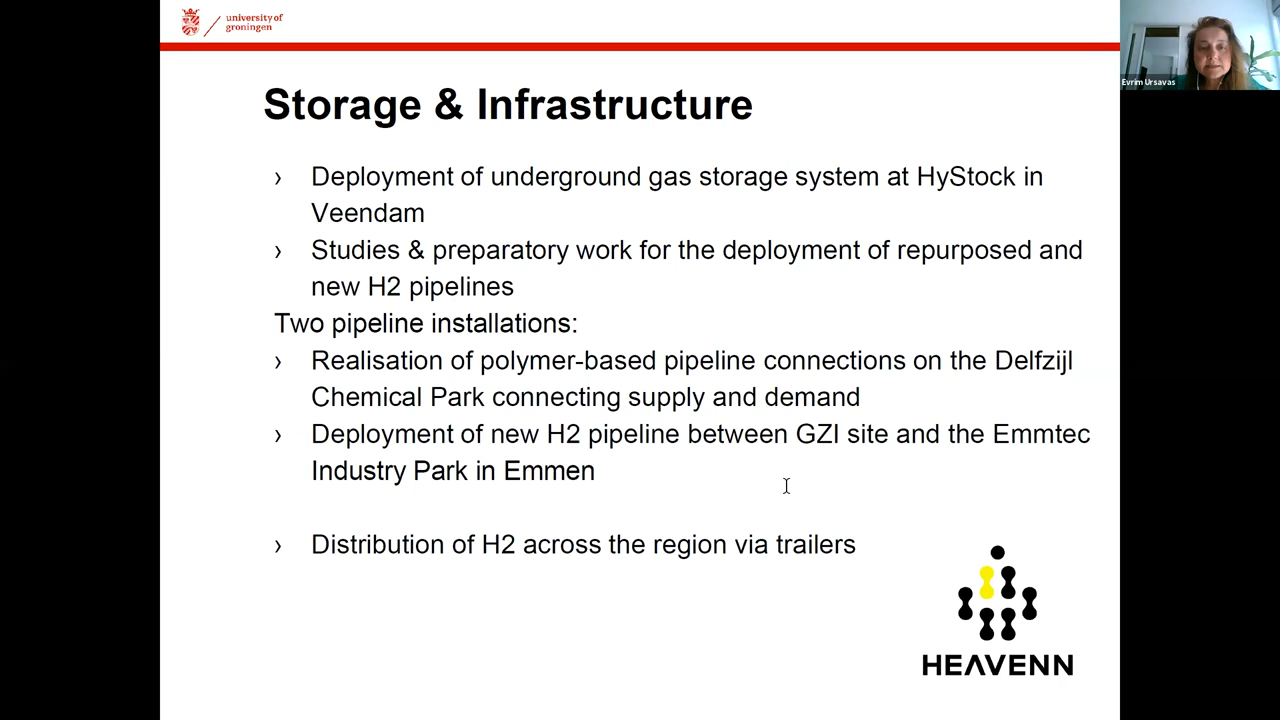 university of
groningen
Evrim Ursavas
Storage & Infrastructure
› Deployment of underground gas storage system at HyStock in
Veendam
› Studies & preparatory work for the deployment of repurposed and
new H2 pipelines
Two pipeline installations:
› Realisation of polymer-based pipeline connections on the Delfzijl
Chemical Park connecting supply and demand
› Deployment of new H2 pipeline between GZI site and the Emmtec
Industry Park in Emmen
› Distribution of H2 across the region via trailers
HEAVENN